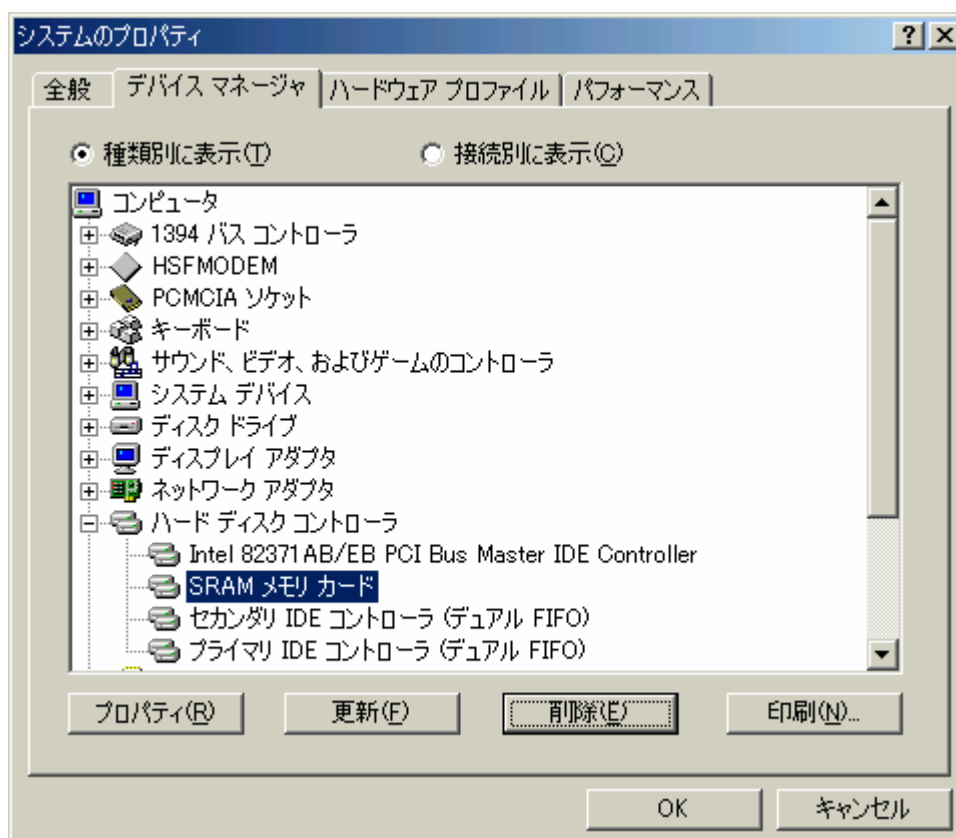 システムのプロパティ
全般 デバイス マネージャ ハードウェア プロファイル パフォーマンス
種類別に表示(T) 接続別に表示(C)
コンピュータ
1394 バス コントローラ
HSFMODEM
PCMCIA ソケット
キーボード
サウンド、ビデオ、およびゲームのコントローラ
システム デバイス
ディスク ドライブ
ディスプレイ アダプタ
ネットワーク アダプタ
ハード ディスク コントローラ
Intel 82371AB/EB PCI Bus Master IDE Controller
SRAM メモリ カード
セカンダリ IDE コントローラ (デュアル FIFO)
プライマリ IDE コントローラ (デュアル FIFO)
プロパティ(R) 更新(F) 削除(E) 印刷(N)...
OK キャンセル